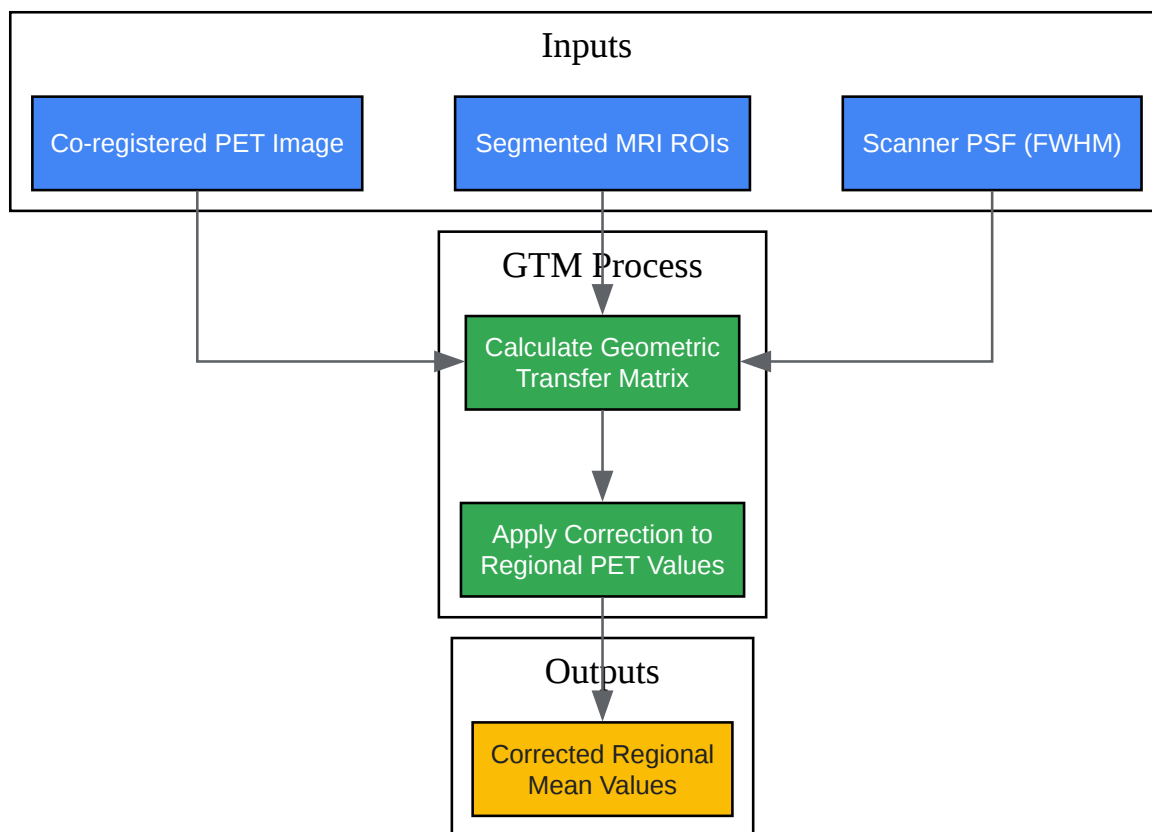 Inputs
Co-registered PET Image
Segmented MRI ROIs
Scanner PSF (FWHM)
GTM Process
Calculate Geometric
Transfer Matrix
Apply Correction to
Regional PET Values
Outputs
Corrected Regional
Mean Values